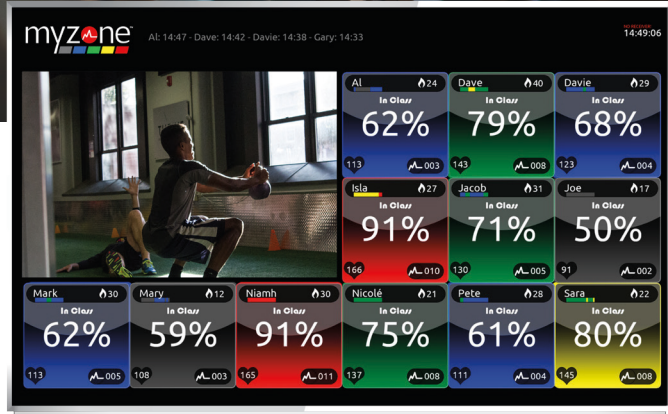 myzone
Al: 14:47 - Dave: 14:42 - Davie: 14:38 - Gary: 14:33
NO RECEIVER
14:49:06
Al 24
In Class
62%
113 003
Dave 40
In Class
79%
143 008
Davie 29
In Class
68%
123 004
Isla 27
In Class
91%
166 010
Jacob 31
In Class
71%
130 005
Joe 17
In Class
50%
91 002
Mark 30
In Class
62%
113 005
Mary 12
In Class
59%
108 003
Niamh 30
In Class
91%
165 011
Nicolé 21
In Class
75%
137 008
Pete 28
In Class
61%
111 004
Sara 22
In Class
80%
145 008